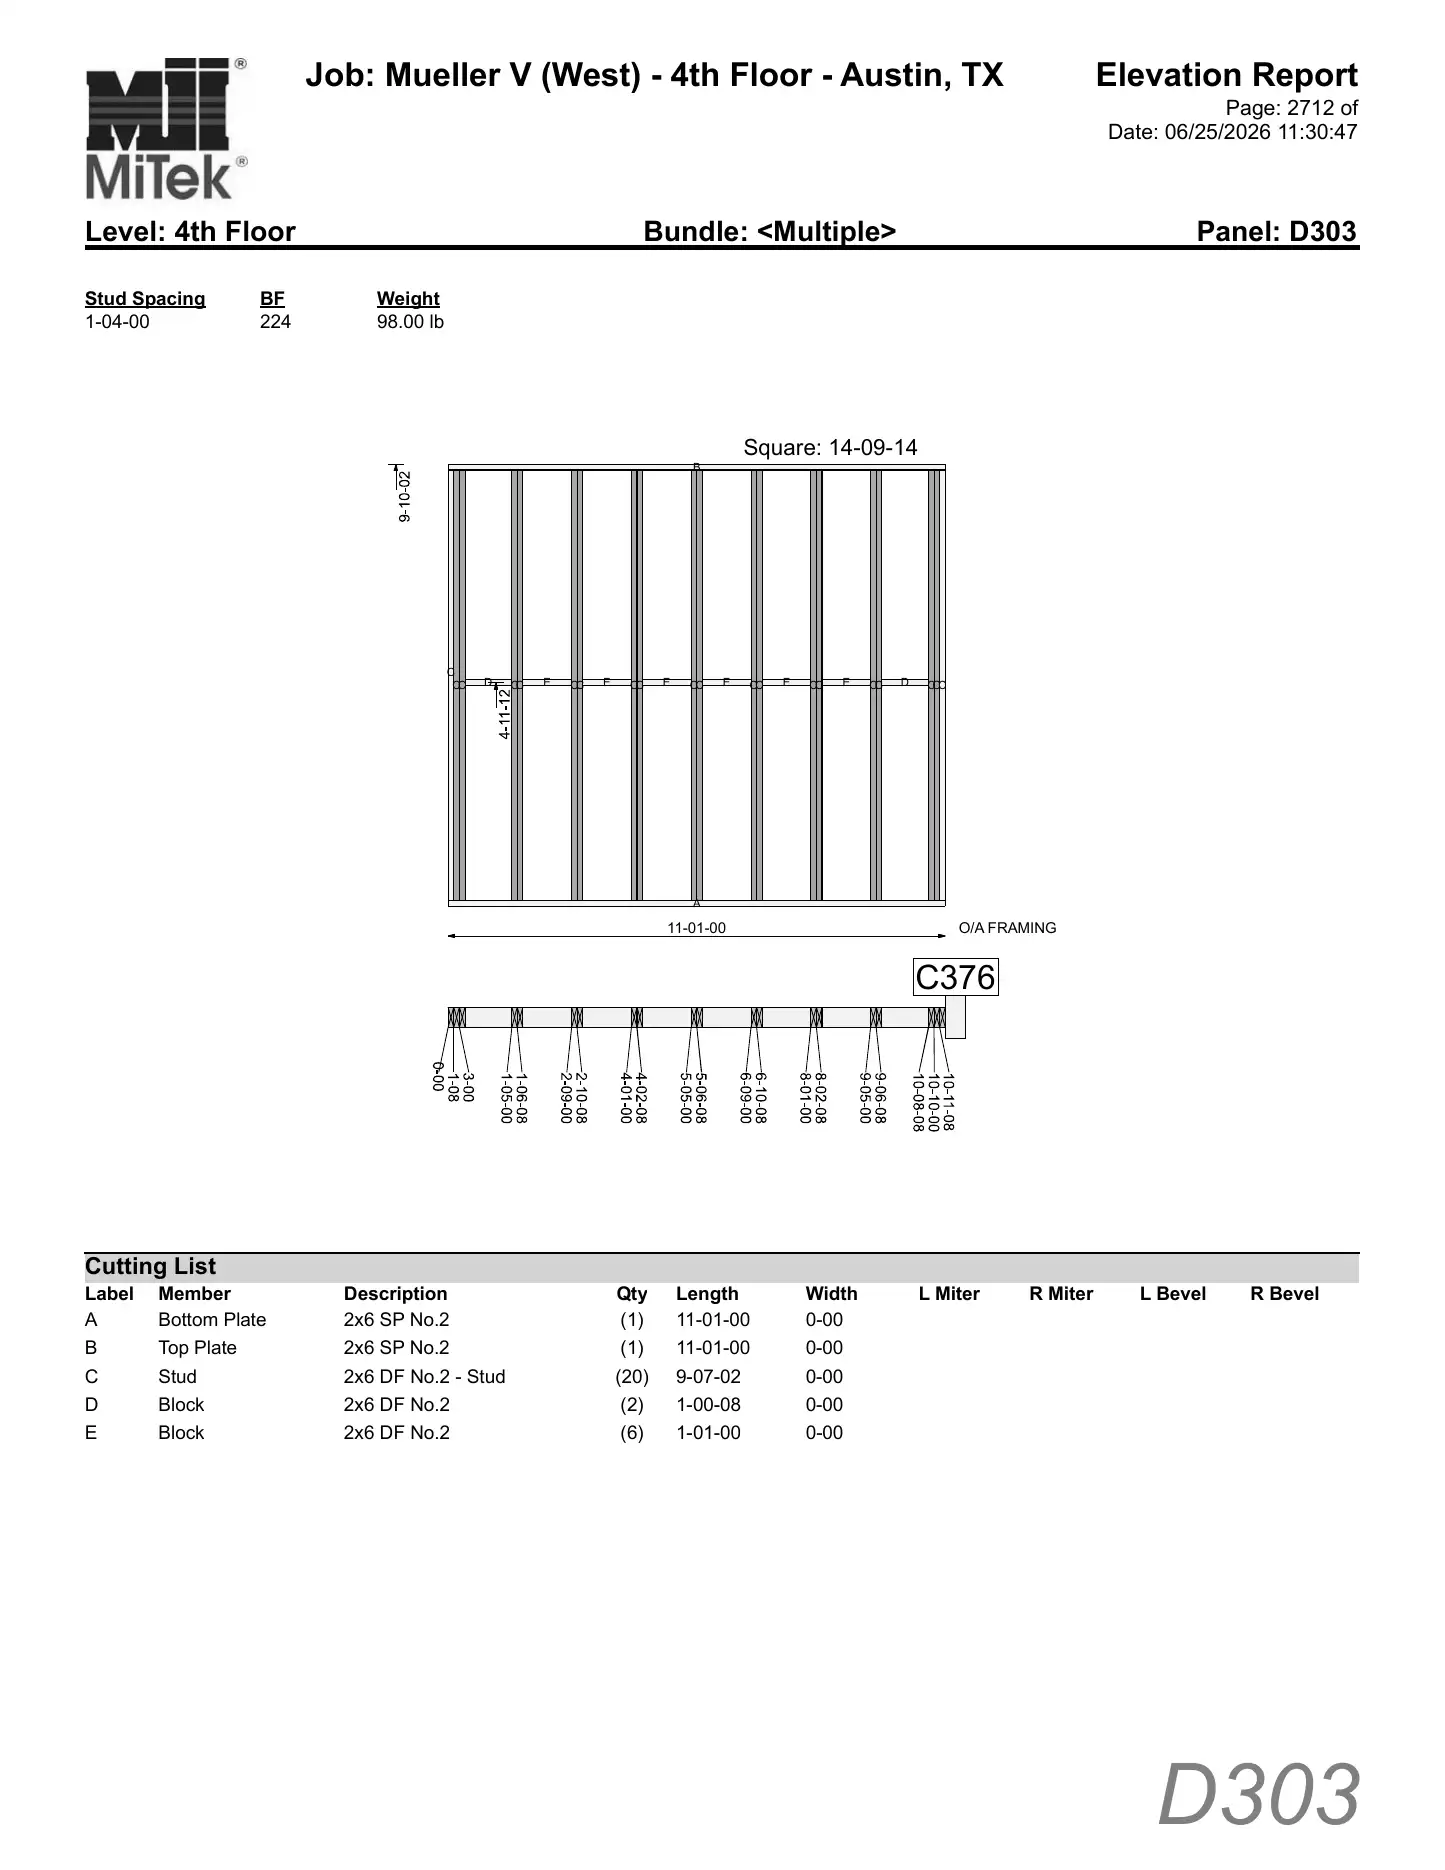 Job: Mueller V (West) - 4th Floor - Austin, TX
Elevation Report
Page: 2712 of
Date: 06/25/2026 11:30:47
MiTek®
Level: 4th Floor
Bundle: <Multiple>
Panel: D303
Stud Spacing BF Weight
1-04-00 224 98.00 lb
Square: 14-09-14
B
9-10-02
C
D E E E E E E D
4-11-12
A
11-01-00
O/A FRAMING
C376
0-00
1-08
3-00
1-05-00
1-06-08
2-09-00
2-10-08
4-01-00
4-02-08
5-05-00
5-06-08
6-09-00
6-10-08
8-01-00
8-02-08
9-05-00
9-06-08
10-08-08
10-10-00
10-11-08
Cutting List
Label Member Description Qty Length Width L Miter R Miter L Bevel R Bevel
A Bottom Plate 2x6 SP No.2 (1) 11-01-00 0-00
B Top Plate 2x6 SP No.2 (1) 11-01-00 0-00
C Stud 2x6 DF No.2 - Stud (20) 9-07-02 0-00
D Block 2x6 DF No.2 (2) 1-00-08 0-00
E Block 2x6 DF No.2 (6) 1-01-00 0-00
D303